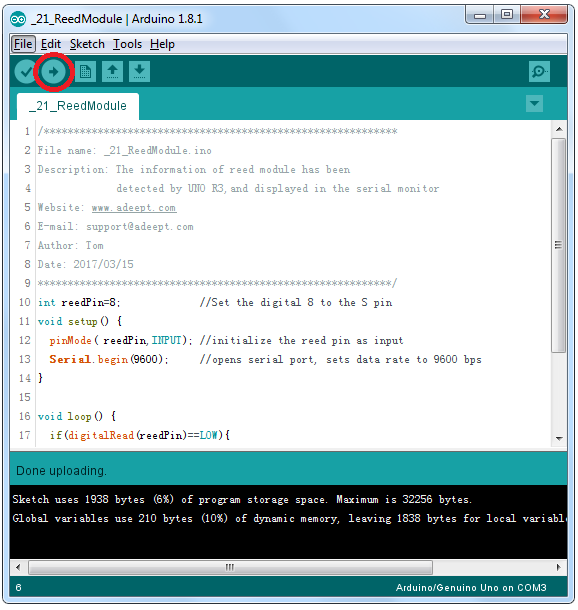 _21_ReedModule | Arduino 1.8.1
File Edit Sketch Tools Help
_21_ReedModule
1 /***********************************************************
2 File name: _21_ReedModule.ino
3 Description: The information of reed module has been
4 detected by UNO R3,and displayed in the serial monitor
5 Website: www.adeept.com
6 E-mail: support@adeept.com
7 Author: Tom
8 Date: 2017/03/15
9 ***********************************************************/
10 int reedPin=8; //Set the digital 8 to the S pin
11 void setup() {
12 pinMode( reedPin,INPUT); //initialize the reed pin as input
13 Serial.begin(9600); //opens serial port, sets data rate to 9600 bps
14 }
15
16 void loop() {
17 if(digitalRead(reedPin)==LOW){
Done uploading.
Sketch uses 1938 bytes (6%) of program storage space. Maximum is 32256 bytes.
Global variables use 210 bytes (10%) of dynamic memory, leaving 1838 bytes for local variable
6 Arduino/Genuino Uno on COM3